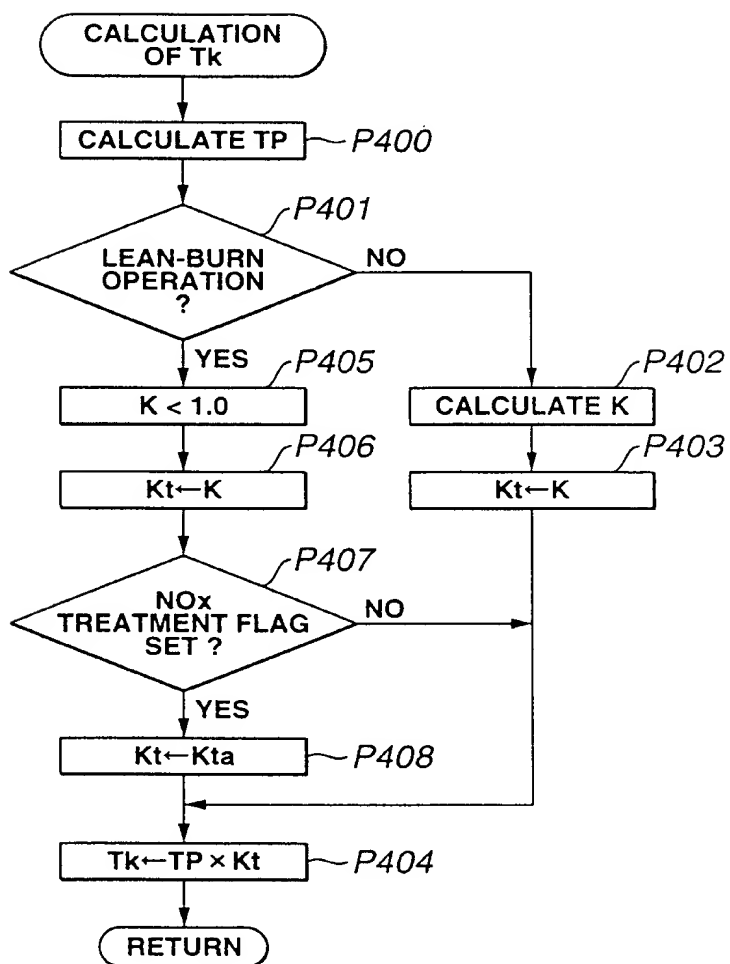 CALCULATION
OF Tk
CALCULATE TP
P400
P401
LEAN-BURN
OPERATION
?
NO
YES
P405
K < 1.0
P402
CALCULATE K
P406
Kt←K
P403
Kt←K
P407
NOx
TREATMENT FLAG
SET ?
NO
YES
Kt←Kta
P408
Tk←TP × Kt
P404
RETURN